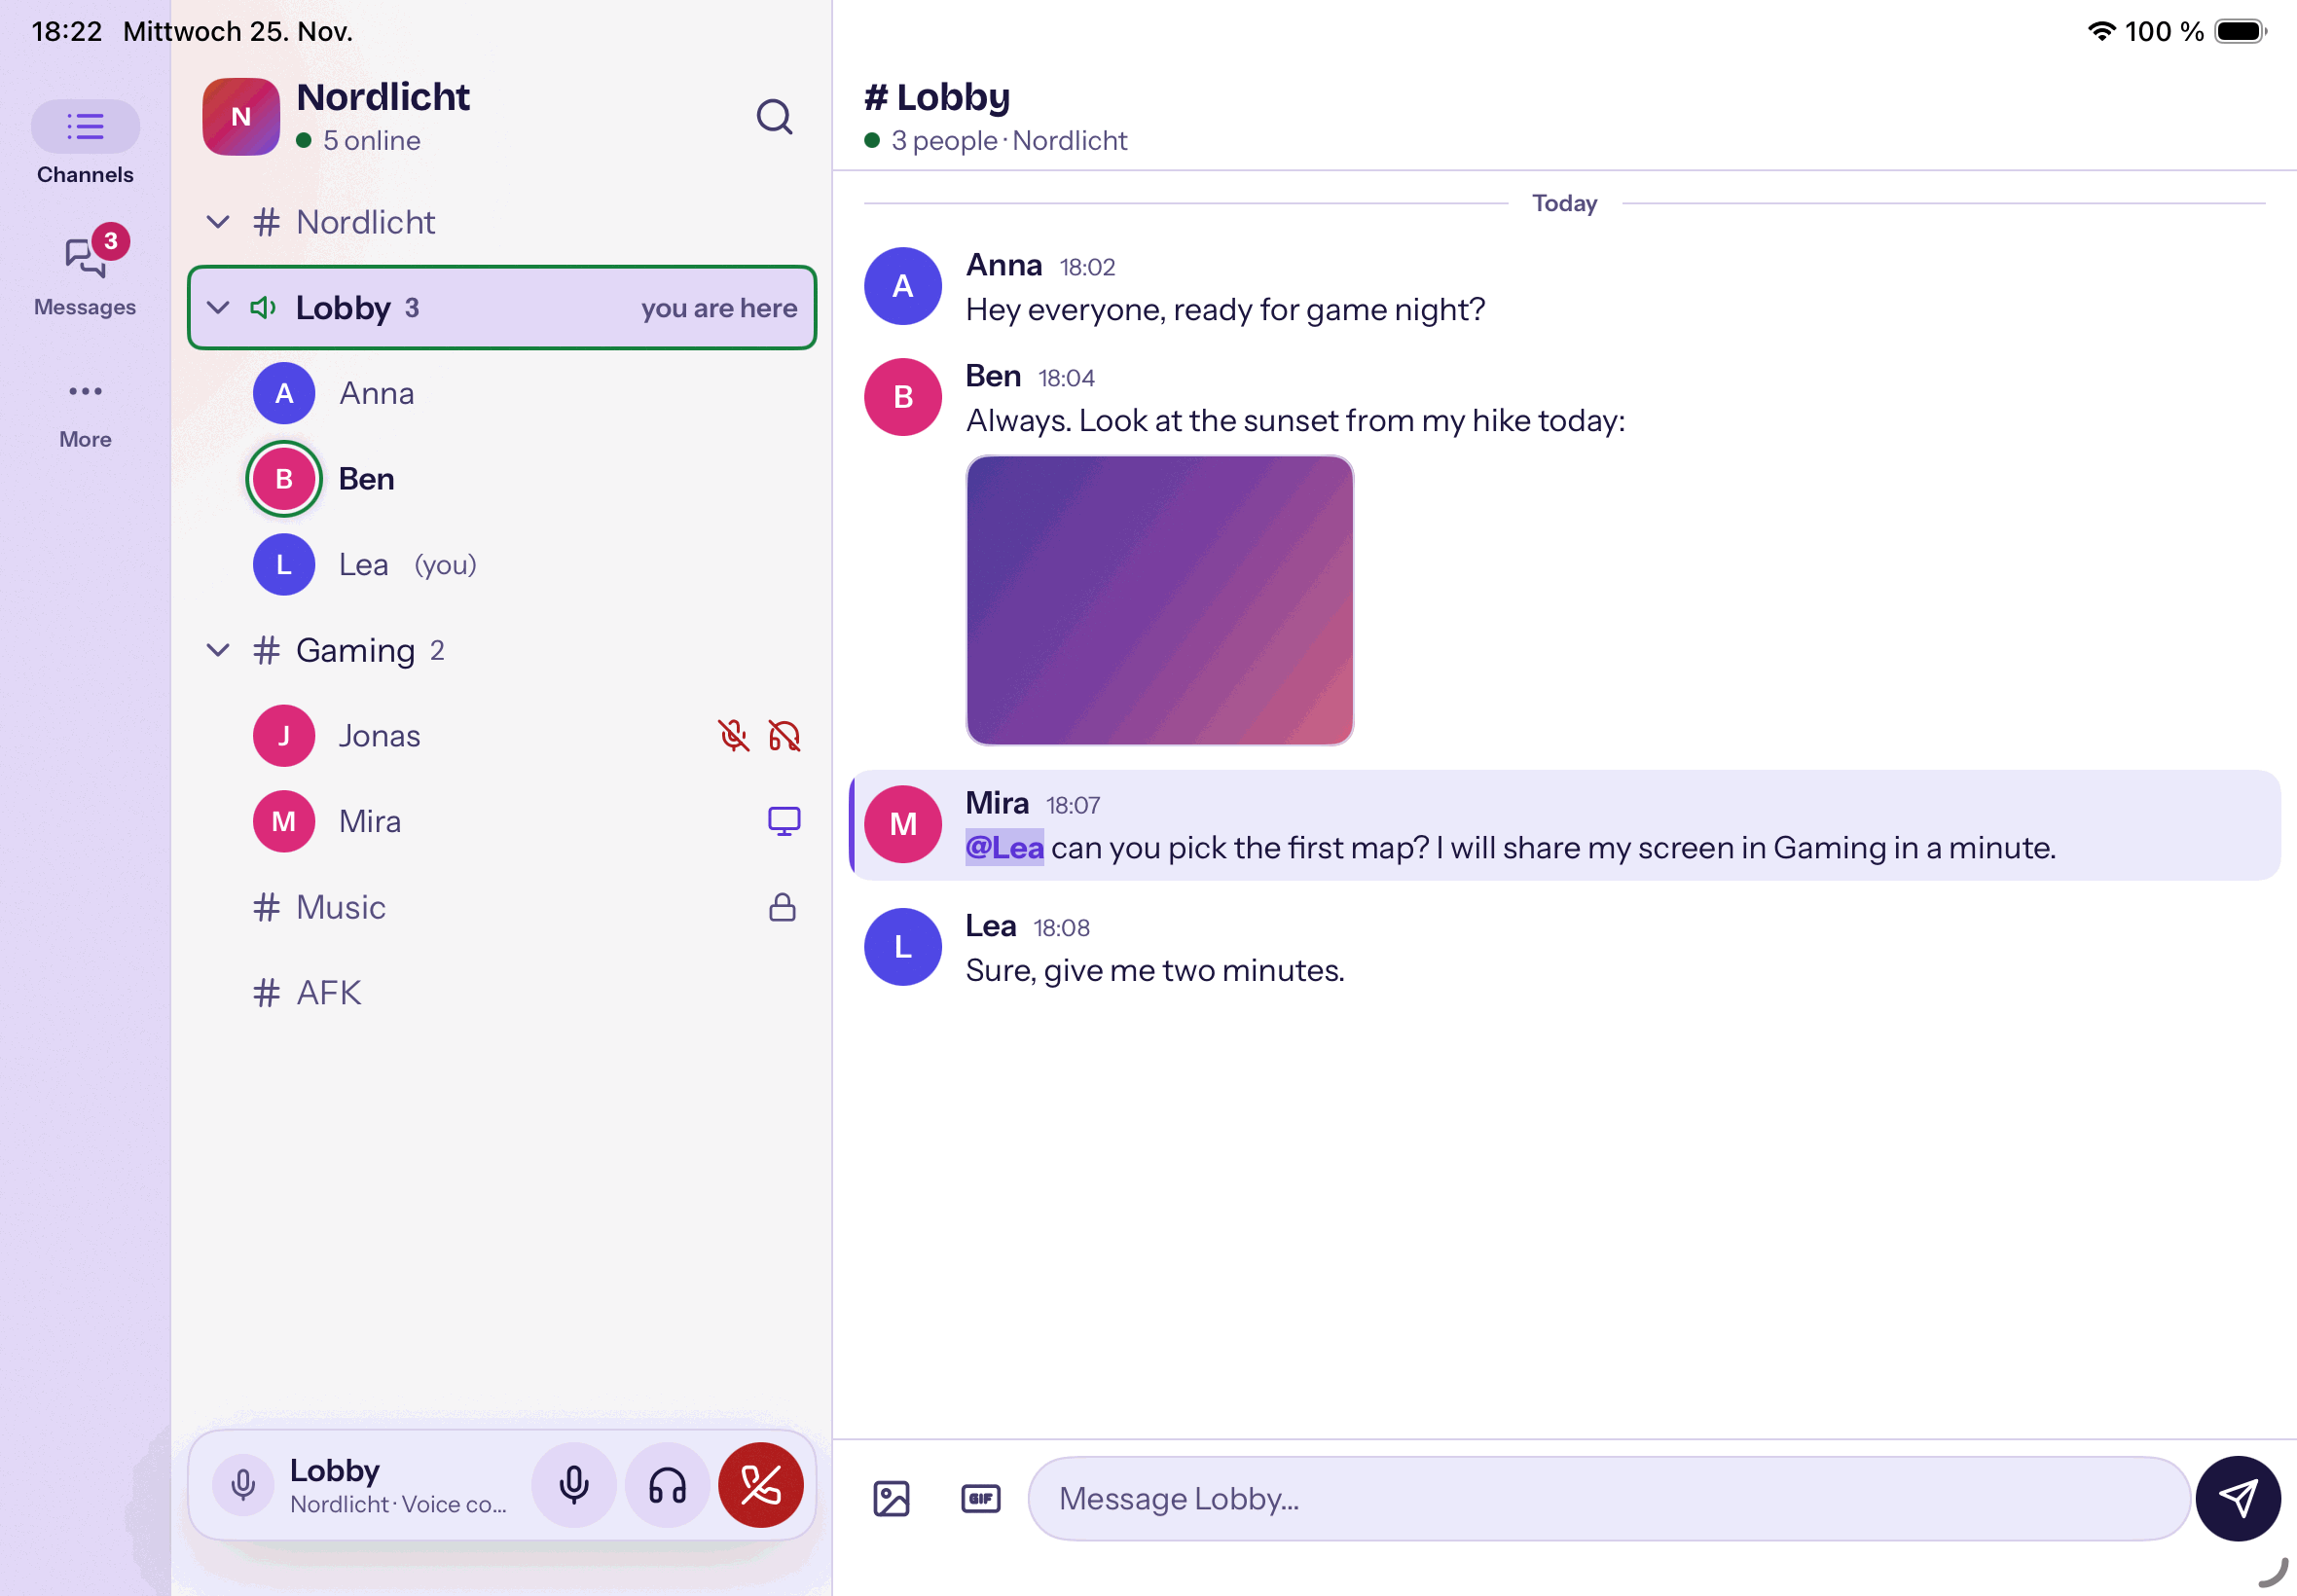 18:22 Mittwoch 25. Nov.
100 %
Channels
3
Messages
More
N
Nordlicht
5 online
# Nordlicht
Lobby 3 you are here
A Anna
B Ben
L Lea (you)
# Gaming 2
J Jonas
M Mira
# Music
# AFK
Lobby
Nordlicht · Voice co...
# Lobby
3 people · Nordlicht
Today
A
Anna 18:02
Hey everyone, ready for game night?
B
Ben 18:04
Always. Look at the sunset from my hike today:
M
Mira 18:07
@Lea can you pick the first map? I will share my screen in Gaming in a minute.
L
Lea 18:08
Sure, give me two minutes.
GIF
Message Lobby...